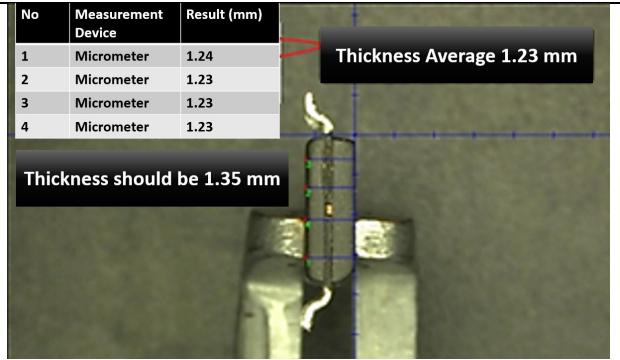 No Measurement Device Result (mm)
1 Micrometer 1.24
2 Micrometer 1.23
3 Micrometer 1.23
4 Micrometer 1.23
Thickness Average 1.23 mm
Thickness should be 1.35 mm